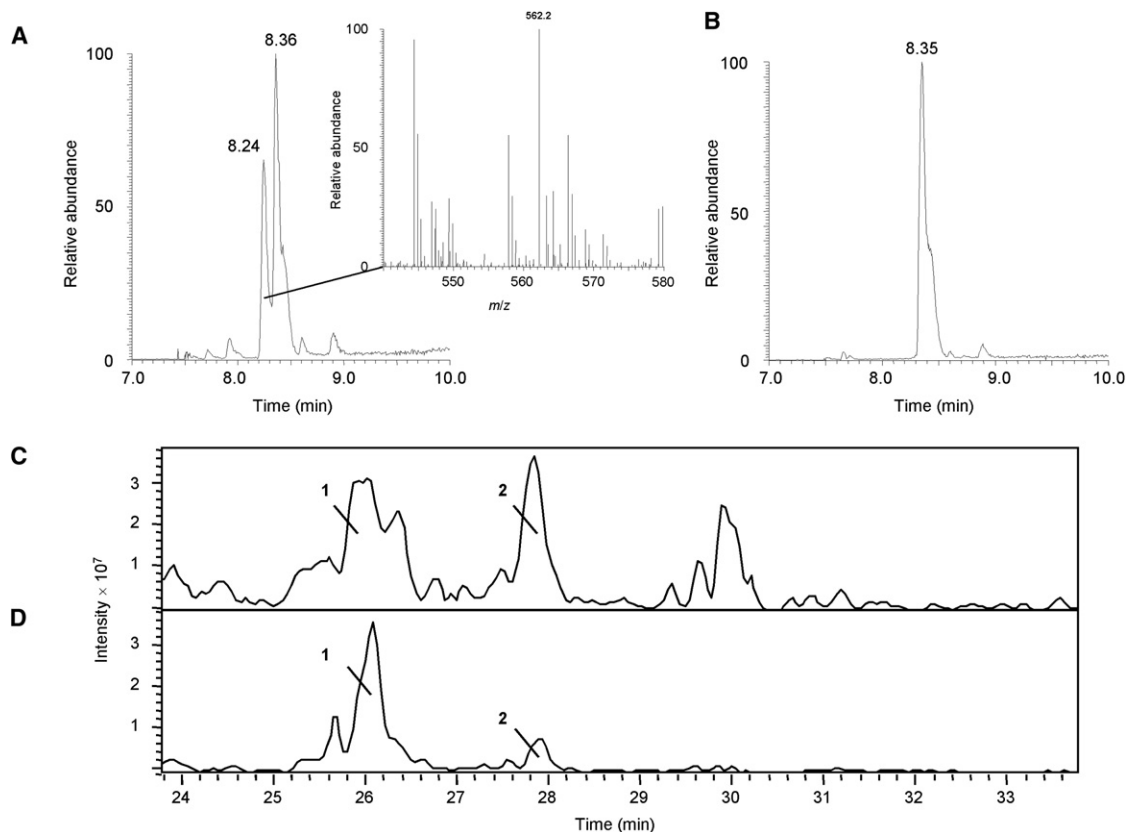 A
8.36
8.24
100
50
0
Relative abundance
7.0 8.0 9.0 10.0
Time (min)
562.2
100
50
0
Relative abundance
550 560 570 580
m/z
B
8.35
100
50
0
Relative abundance
7.0 8.0 9.0 10.0
Time (min)
C
1
2
3
2
1
D
1
2
3
2
1
Intensity × 10⁷
24 25 26 27 28 29 30 31 32 33
Time (min)